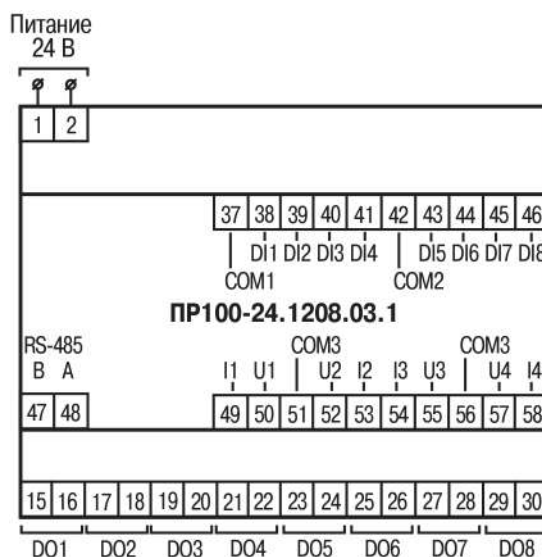 Питание
24 В
1 2
37 38 39 40 41 42 43 44 45 46
DI1 DI2 DI3 DI4 DI5 DI6 DI7 DI8
COM1 COM2
ПР100-24.1208.03.1
RS-485 COM3 COM3
B A I1 U1 U2 I2 I3 U3 U4 I4
47 48 49 50 51 52 53 54 55 56 57 58
15 16 17 18 19 20 21 22 23 24 25 26 27 28 29 30
DO1 DO2 DO3 DO4 DO5 DO6 DO7 DO8